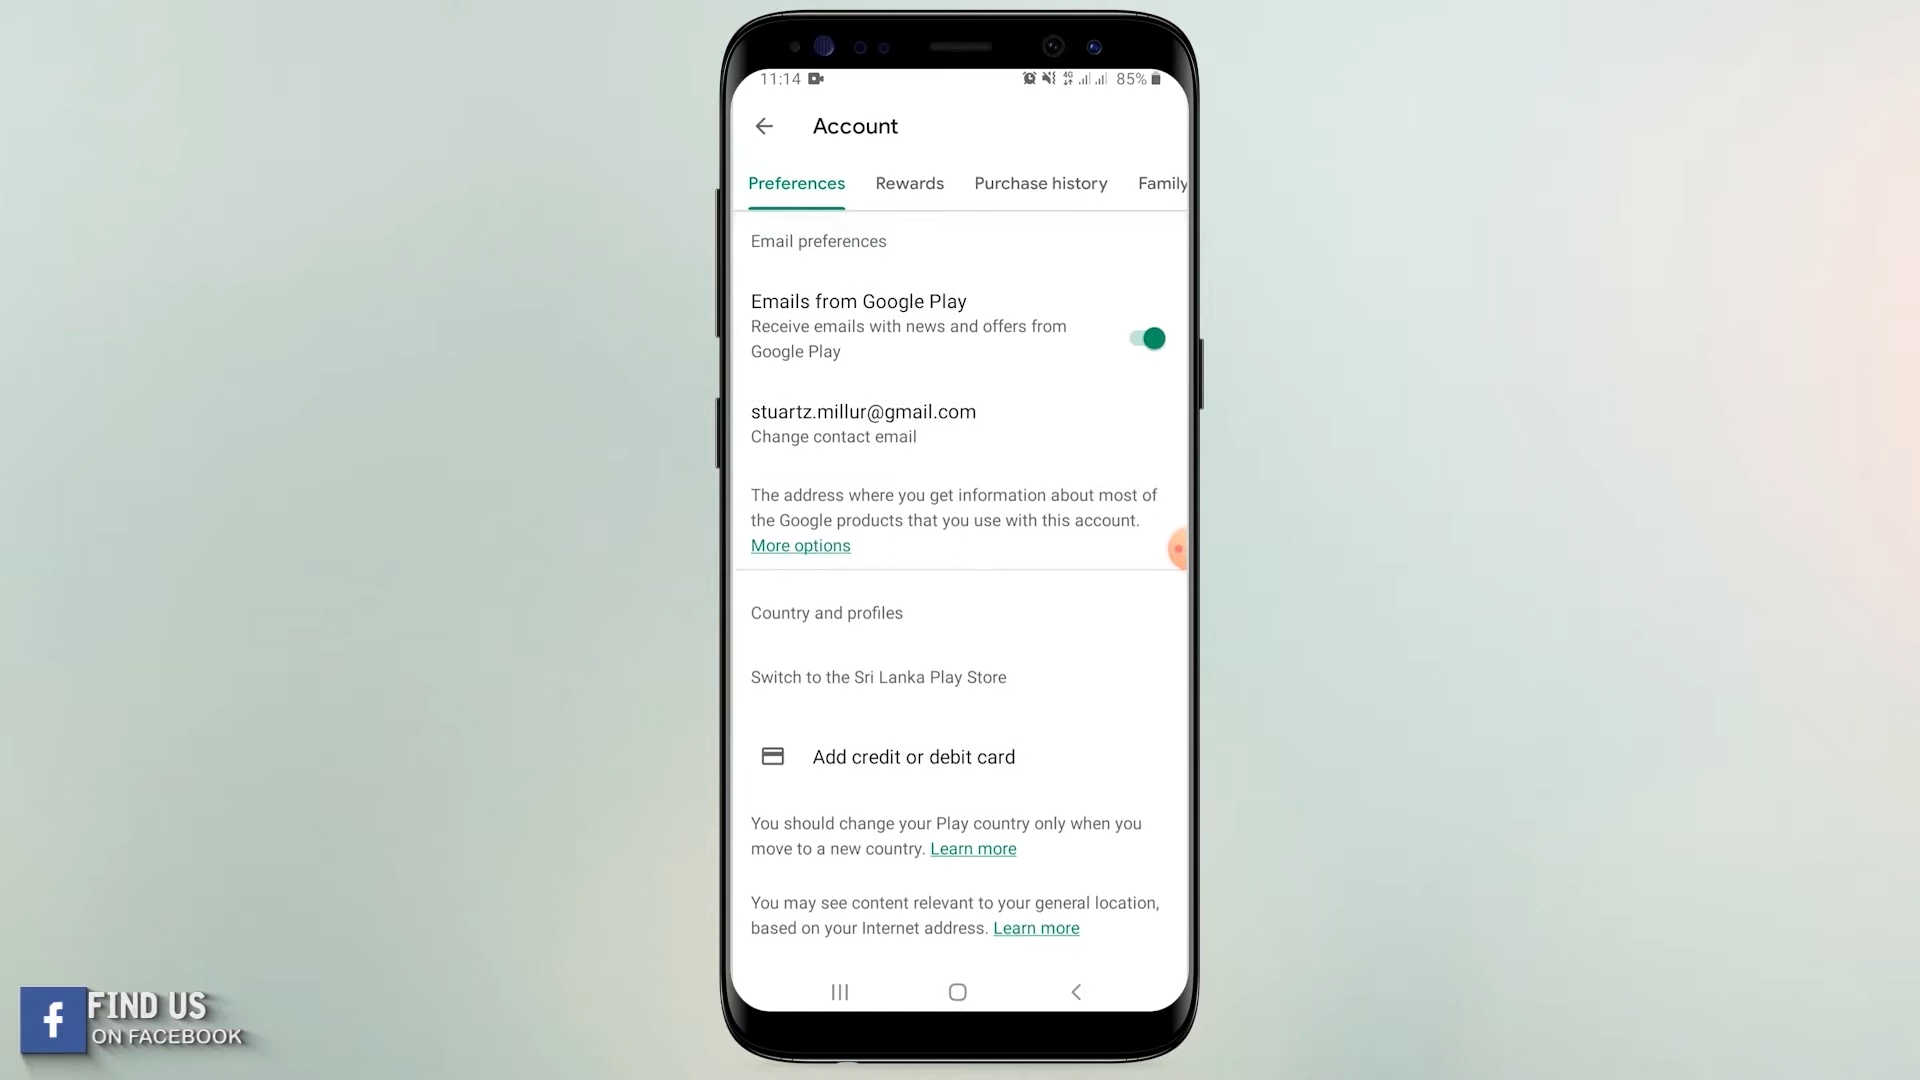 11:14
4G
85%
Account
Preferences Rewards Purchase history Family
Email preferences
Emails from Google Play
Receive emails with news and offers from
Google Play
stuartz.millur@gmail.com
Change contact email
The address where you get information about most of
the Google products that you use with this account.
More options
Country and profiles
Switch to the Sri Lanka Play Store
Add credit or debit card
You should change your Play country only when you
move to a new country. Learn more
You may see content relevant to your general location,
based on your Internet address. Learn more
f
FIND US
ON FACEBOOK